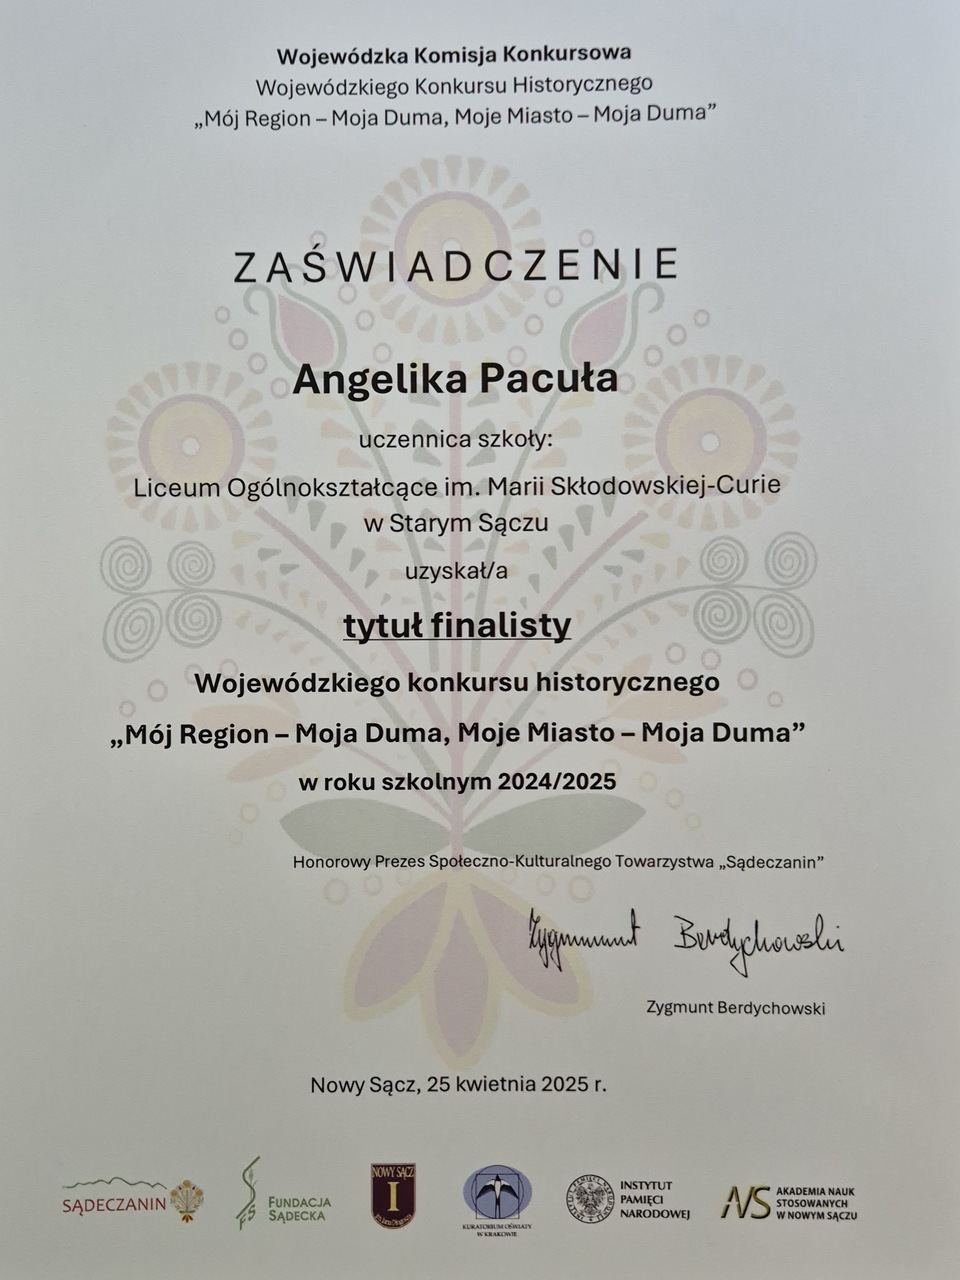 Wojewódzka Komisja Konkursowa
Wojewódzkiego Konkursu Historycznego
„Mój Region – Moja Duma, Moje Miasto – Moja Duma”
ZAŚWIADCZENIE
Angelika Pacuła
uczennica szkoły:
Liceum Ogólnokształcące im. Marii Skłodowskiej-Curie
w Starym Sączu
uzyskał/a
tytuł finalisty
Wojewódzkiego konkursu historycznego
„Mój Region – Moja Duma, Moje Miasto – Moja Duma”
w roku szkolnym 2024/2025
Honorowy Prezes Społeczno-Kulturalnego Towarzystwa „Sądeczanin”
Zygmunt Berdychowski
Zygmunt Berdychowski
Nowy Sącz, 25 kwietnia 2025 r.
SĄDECZANIN
FUNDACJA
SĄDECKA
NOWY SĄCZ
I
KURATORIUM OŚWIATY
W KRAKOWIE
INSTYTUT
PAMIĘCI
NARODOWEJ
ANS
AKADEMIA NAUK
STOSOWANYCH
W NOWYM SĄCZU